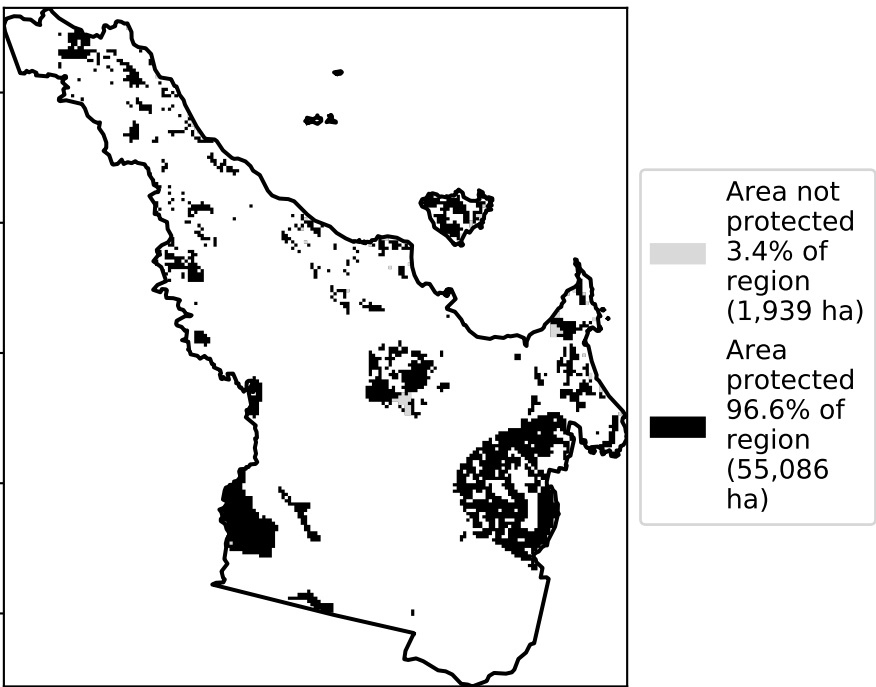 Area not
protected
3.4% of
region
(1,939 ha)
Area
protected
96.6% of
region
(55,086
ha)